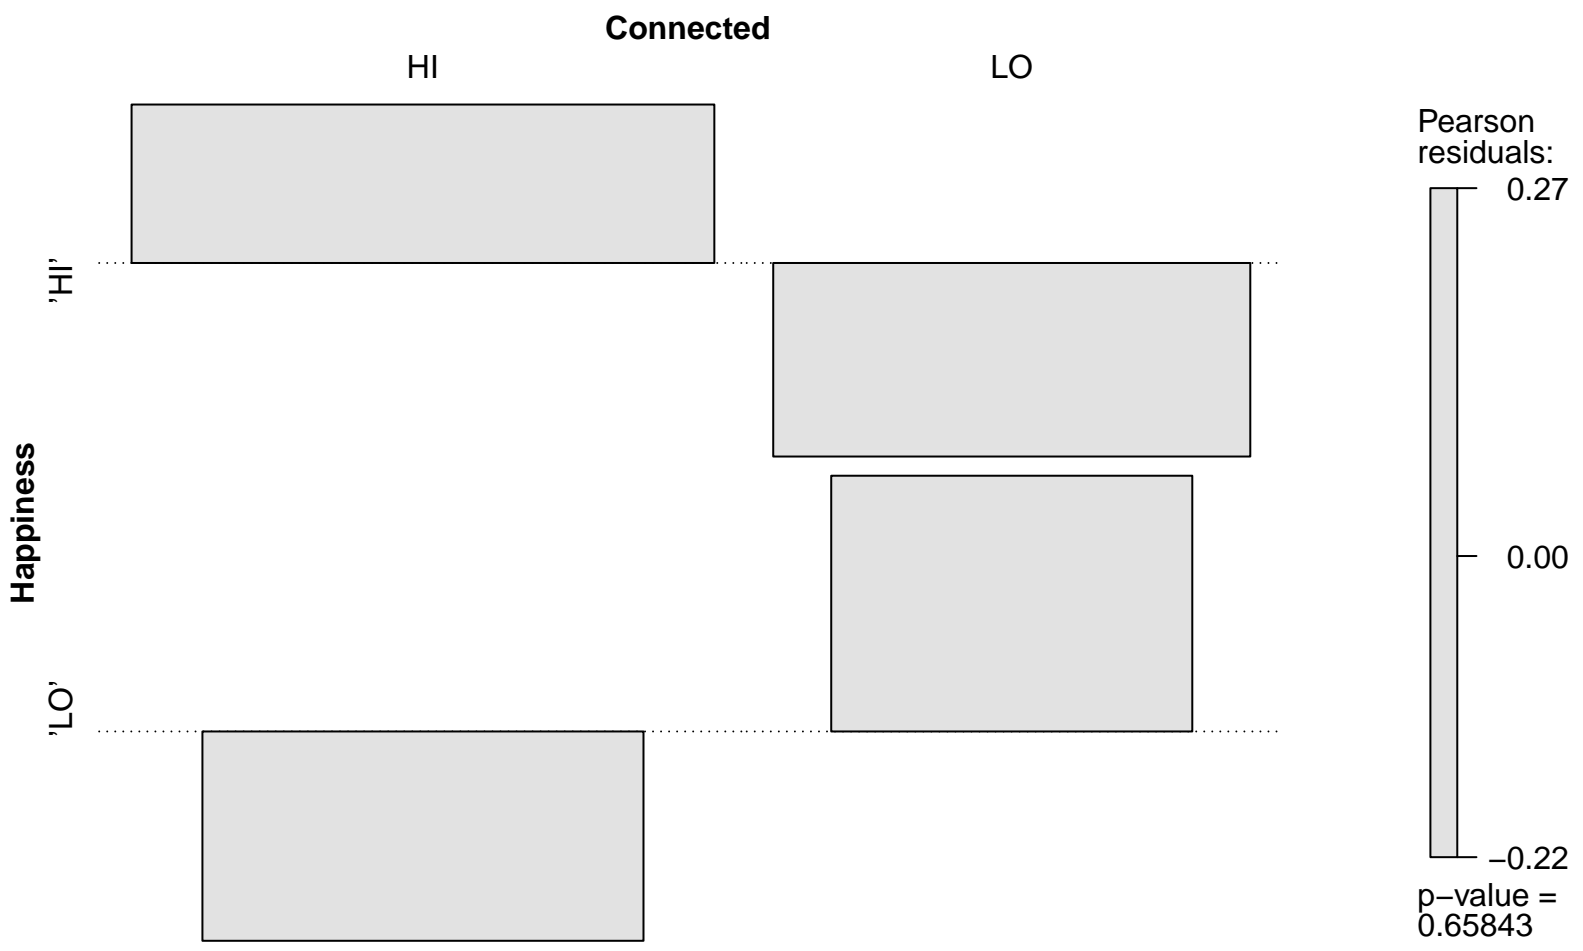 Connected
HI
LO
Happiness
’HI’
’LO’
Pearson
residuals:
0.27
0.00
−0.22
p−value =
0.65843